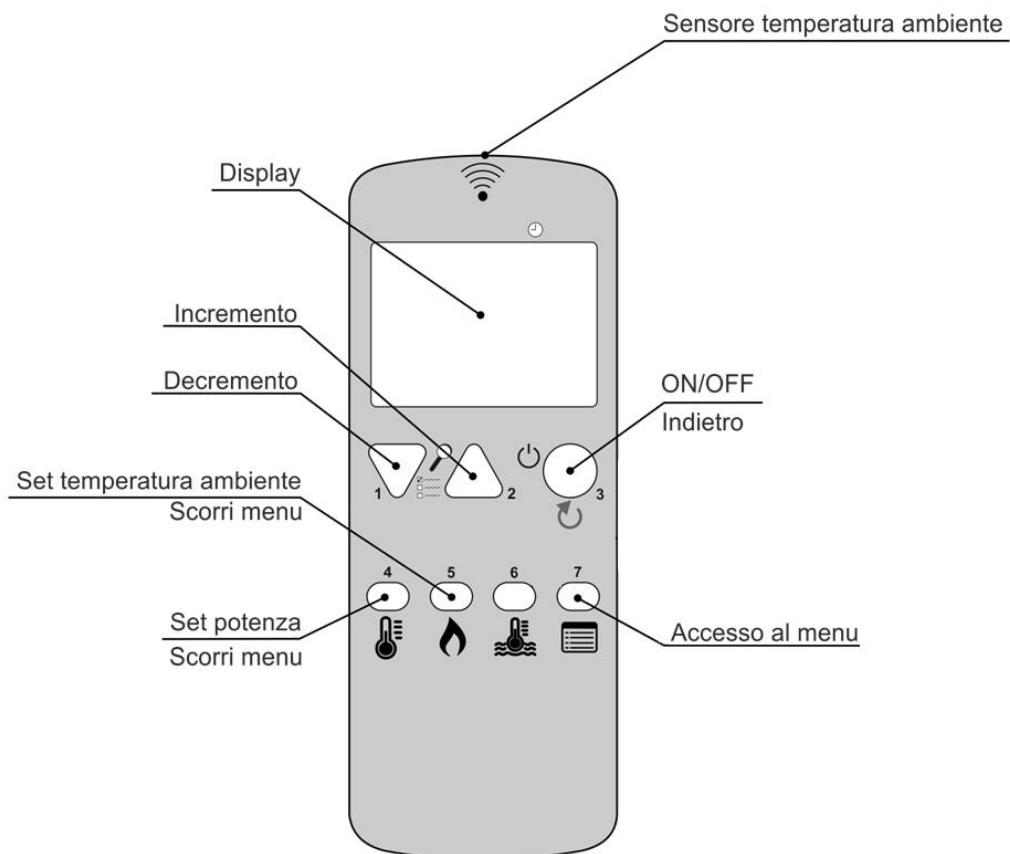 Sensore temperatura ambiente
Display
Incremento
Decremento
ON/OFF
Indietro
1
2
3
Set temperatura ambiente
Scorri menu
4
5
6
7
Set potenza
Scorri menu
Accesso al menu